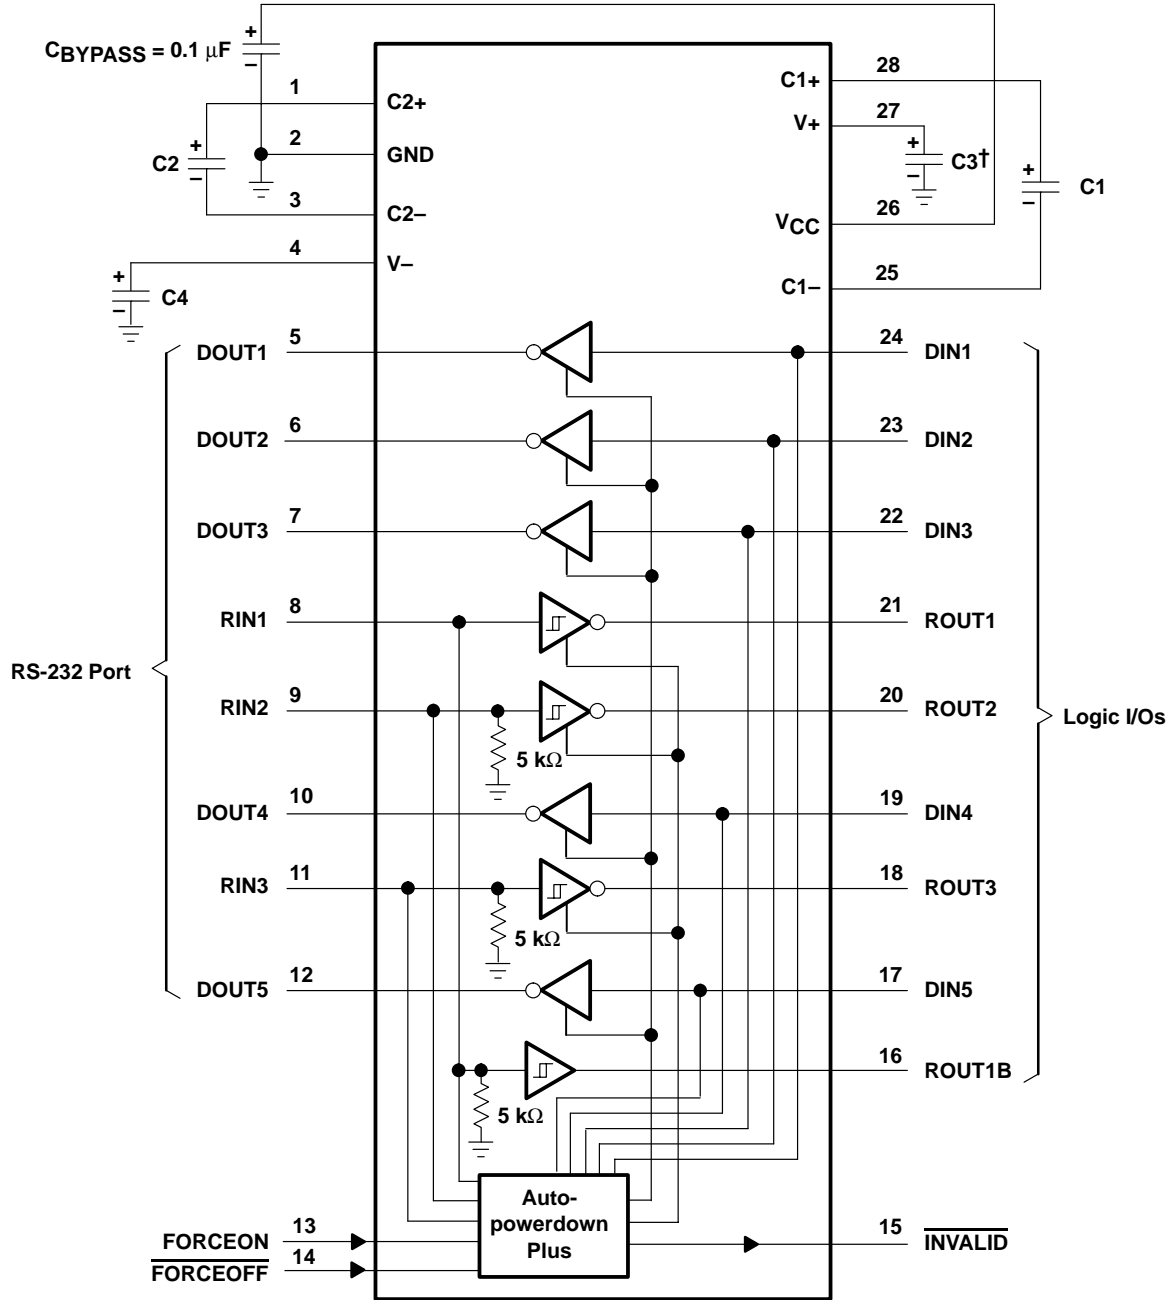 CBYPASS = 0.1 μF
+
–
1
C2+
C1+
28
2
GND
V+
27
C2
+
–
C3†
+
–
C1
+
–
3
C2–
VCC
26
4
V–
C1–
25
C4
+
–
DOUT1
5
24
DIN1
DOUT2
6
23
DIN2
DOUT3
7
22
DIN3
RIN1
8
21
ROUT1
RS-232 Port
RIN2
9
20
ROUT2
Logic I/Os
5 kΩ
DOUT4
10
19
DIN4
RIN3
11
18
ROUT3
5 kΩ
DOUT5
12
17
DIN5
16
ROUT1B
5 kΩ
Auto-
powerdown
Plus
FORCEON
13
15
INVALID
FORCEOFF
14